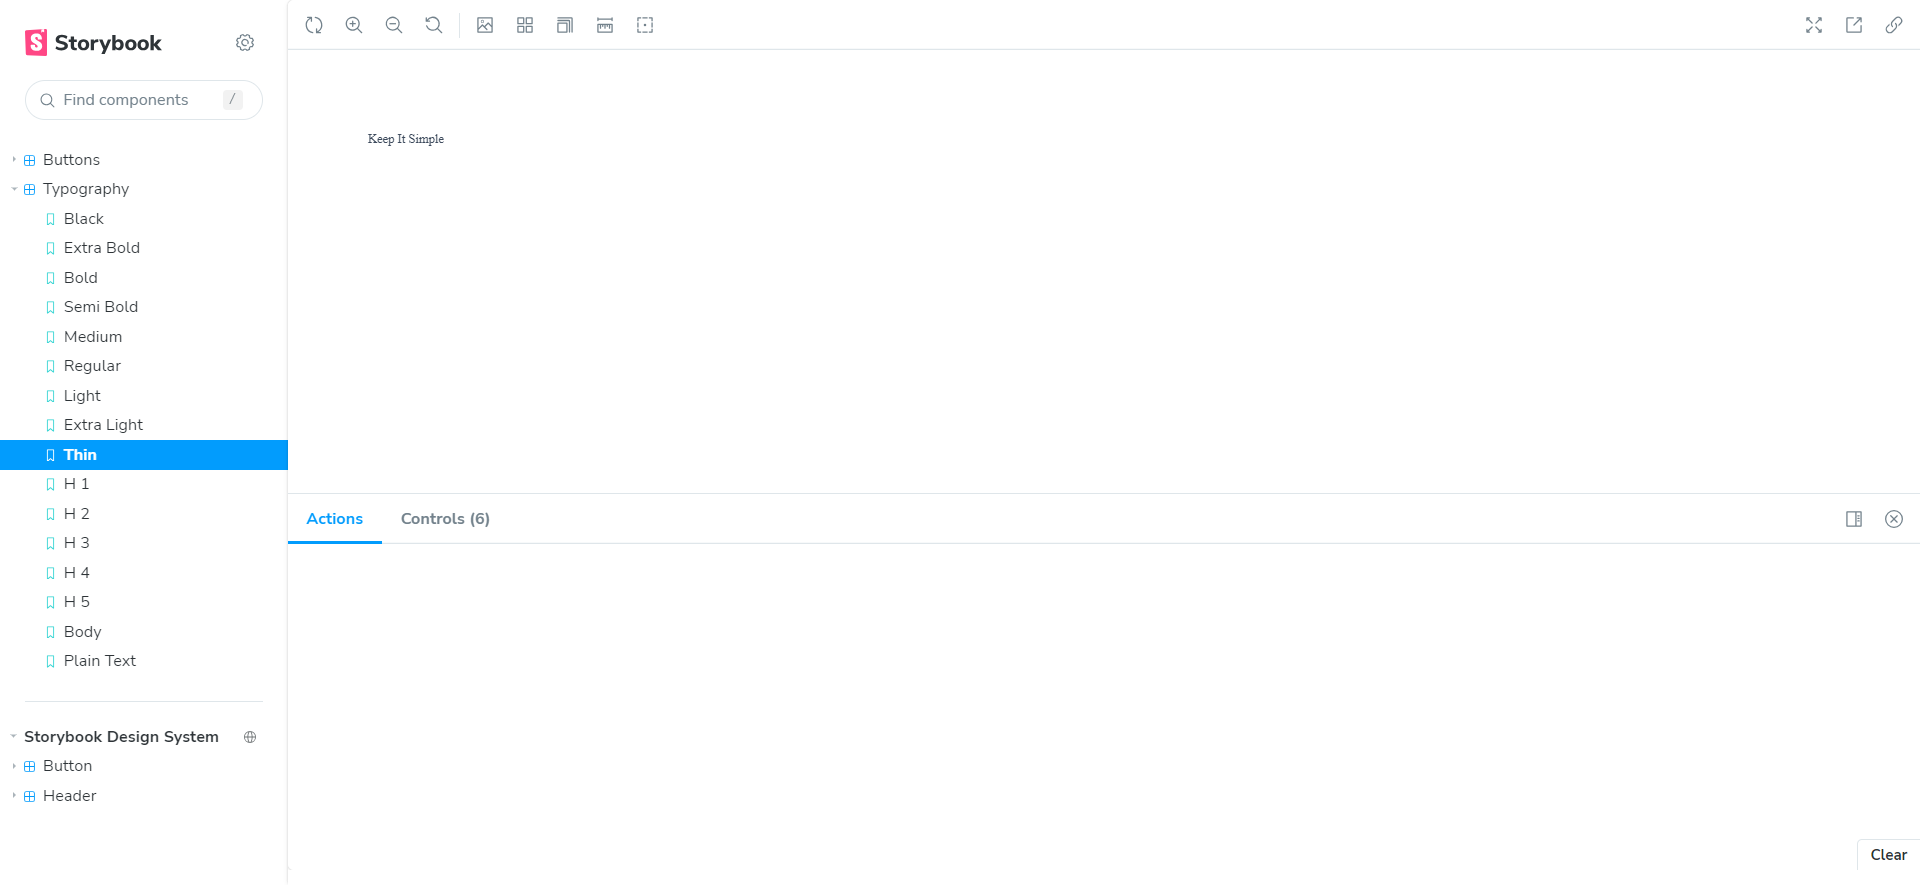 Storybook
Find components /
Buttons
Typography
Black
Extra Bold
Bold
Semi Bold
Medium
Regular
Light
Extra Light
Thin
H 1
H 2
H 3
H 4
H 5
Body
Plain Text
Storybook Design System
Button
Header
Keep It Simple
Actions Controls (6)
Clear